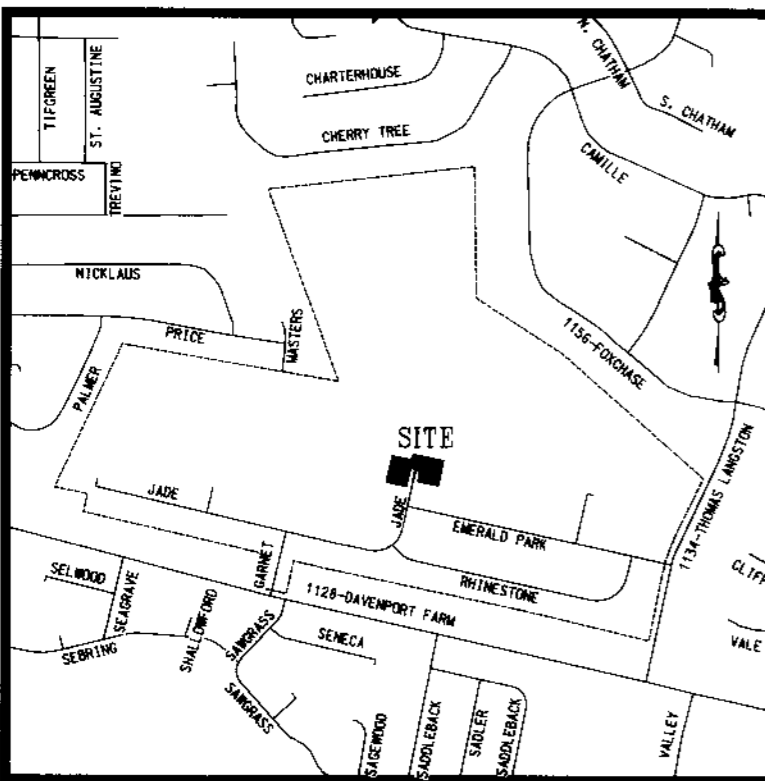 N. CHATHAM
CHARTERHOUSE
TIFGREEN
ST. AUGUSTINE
S. CHATHAM
CHERRY TREE
CAMILLE
PENNCROSS
TREVINO
NICKLAUS
PRICE
MASTERS
1156-FOXCHASE
PALMER
SITE
JADE
JADE
EMERALD PARK
1134-THOMAS LANGSTON
GARNET
RHINESTONE
CLIFF
SELWOOD
SEAGRAVE
1128-DAVENPORT FARM
SHALLOWFORD
SAWGRASS
SENECA
VALE
SEBRING
SAWGRASS
SAGEWOOD
SADDLEBACK
SADLER
SADDLEBACK
VALLEY